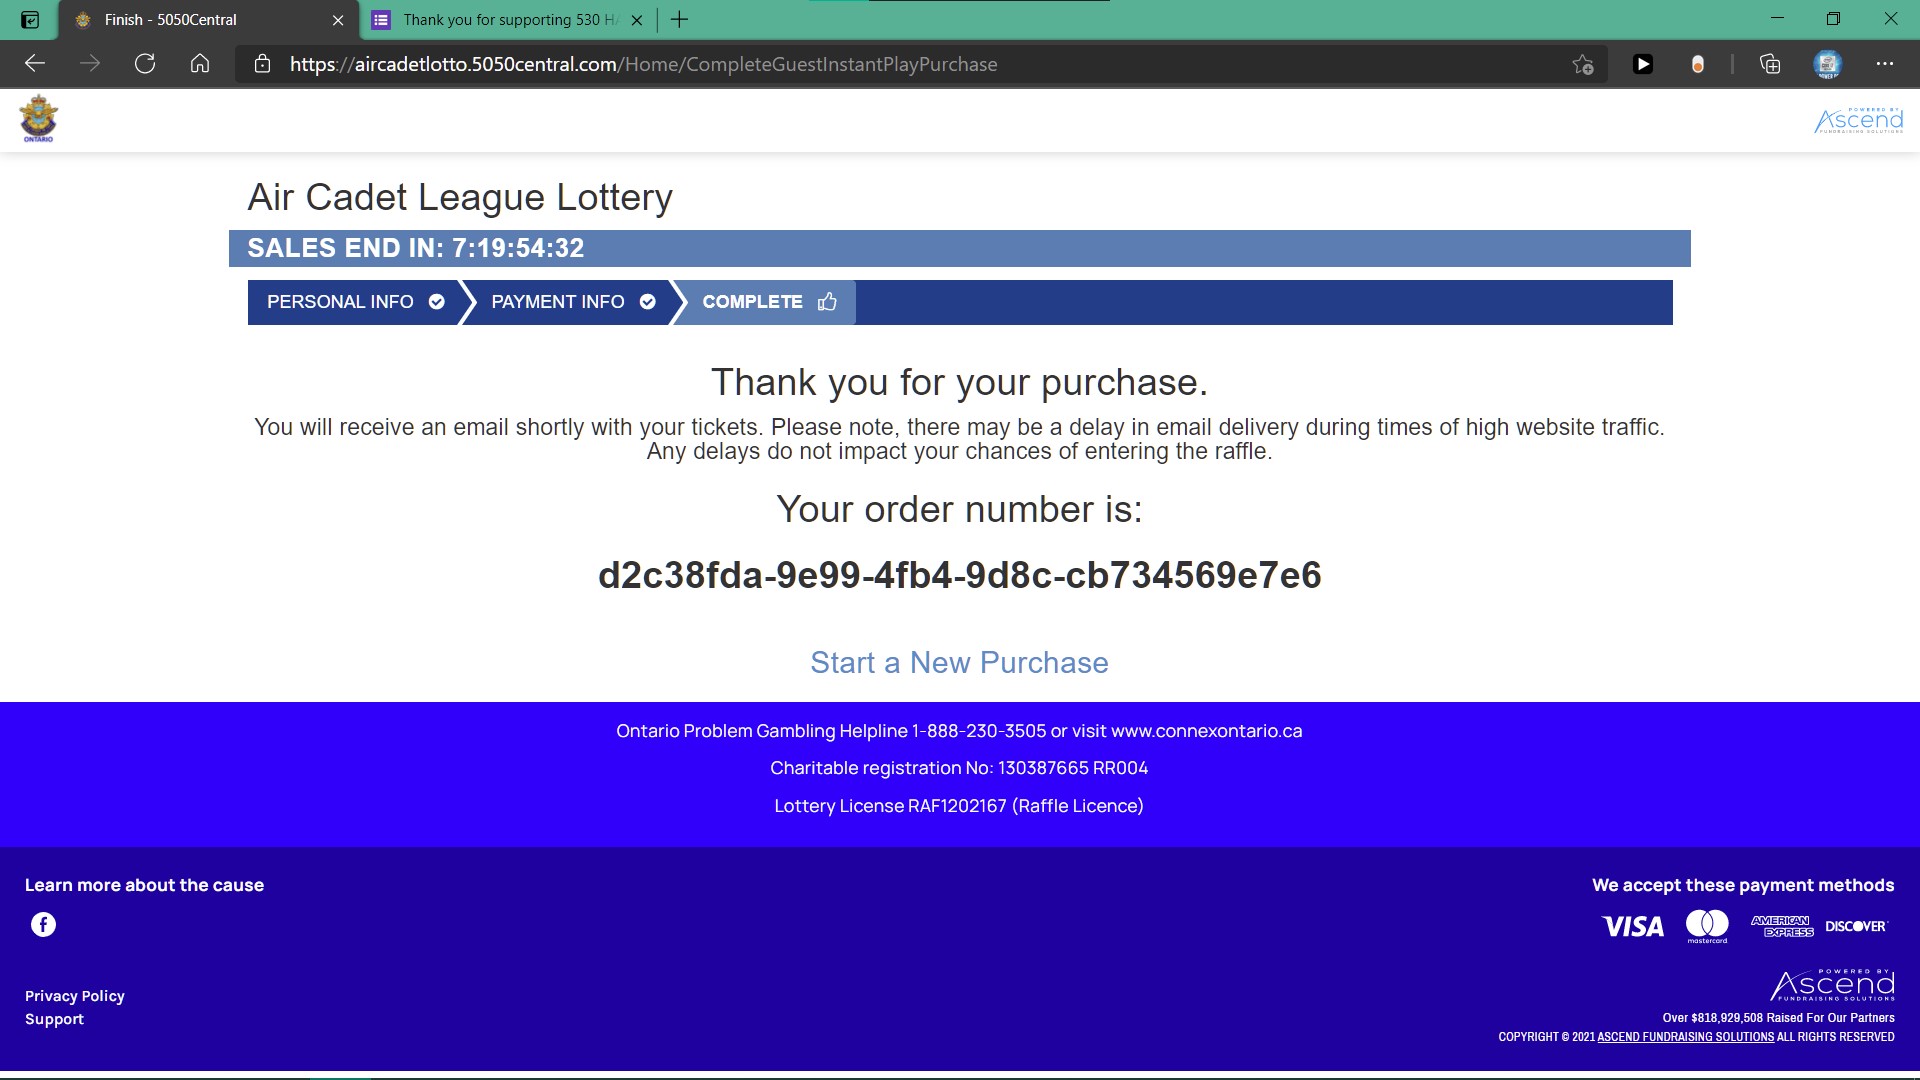 Finish - 5050Central
Thank you for supporting 530 H
https://aircadetlotto.5050central.com/Home/CompleteGuestInstantPlayPurchase
ONTARIO
POWERED BY
Ascend
FUNDRAISING SOLUTIONS
Air Cadet League Lottery
SALES END IN: 7:19:54:32
PERSONAL INFO
PAYMENT INFO
COMPLETE
Thank you for your purchase.
You will receive an email shortly with your tickets. Please note, there may be a delay in email delivery during times of high website traffic.
Any delays do not impact your chances of entering the raffle.
Your order number is:
d2c38fda-9e99-4fb4-9d8c-cb734569e7e6
Start a New Purchase
Ontario Problem Gambling Helpline 1-888-230-3505 or visit www.connexontario.ca
Charitable registration No: 130387665 RR004
Lottery License RAF1202167 (Raffle Licence)
Learn more about the cause
We accept these payment methods
VISA
mastercard
AMERICAN EXPRESS
DISCOVER
Privacy Policy
Support
POWERED BY
Ascend
FUNDRAISING SOLUTIONS
Over $818,929,508 Raised For Our Partners
COPYRIGHT © 2021 ASCEND FUNDRAISING SOLUTIONS ALL RIGHTS RESERVED